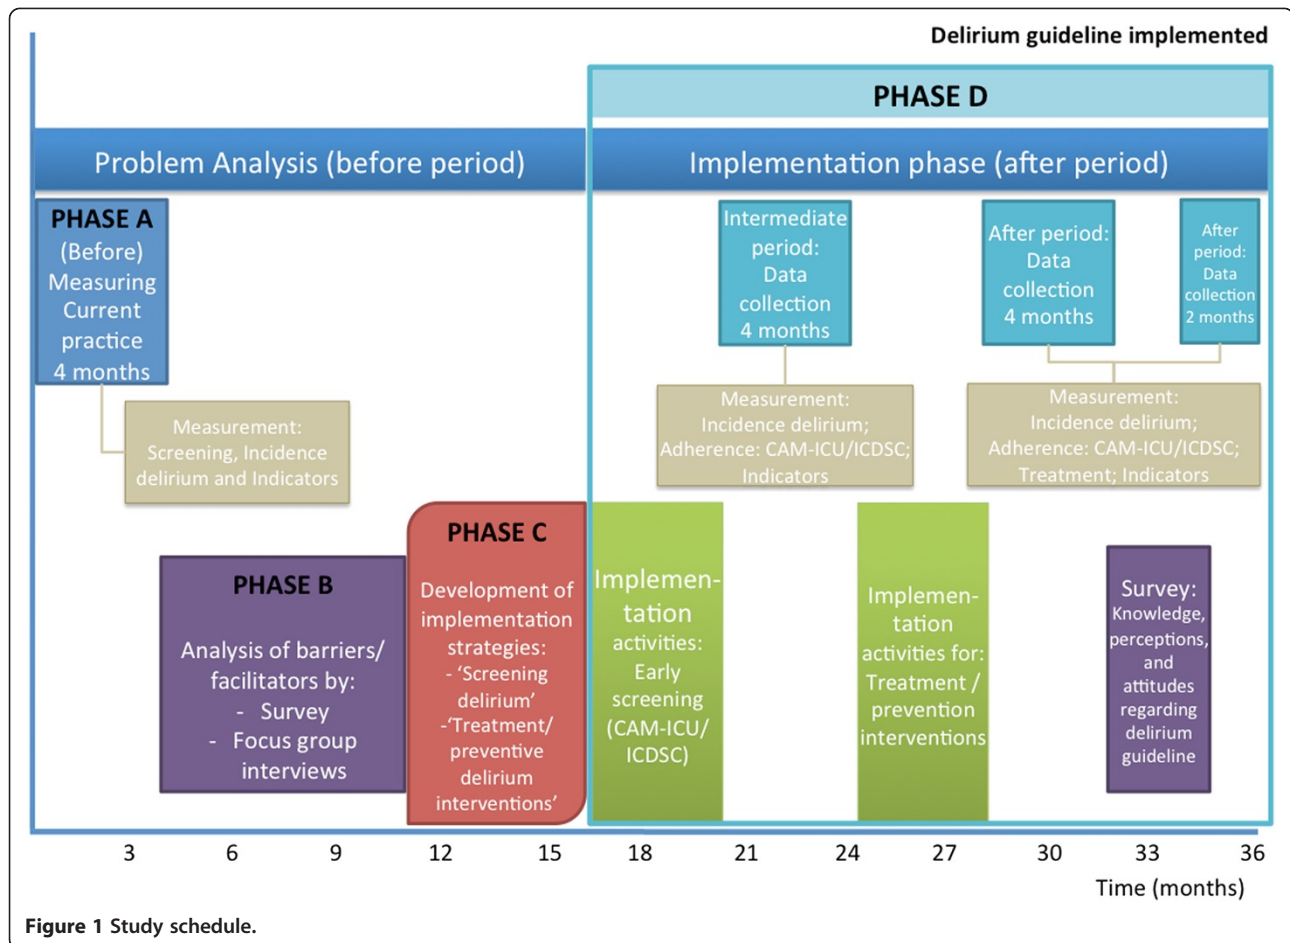 Delirium guideline implemented
PHASE D
Problem Analysis (before period)
Implementation phase (after period)
PHASE A
(Before)
Measuring
Current
practice
4 months
Intermediate
period:
Data
collection
4 months
After period:
Data
collection
4 months
After
period:
Data
collection
2 months
Measurement:
Screening, Incidence
delirium and Indicators
Measurement:
Incidence delirium;
Adherence: CAM-ICU/ICDSC;
Indicators
Measurement:
Incidence delirium;
Adherence: CAM-ICU/ICDSC;
Treatment; Indicators
PHASE B
Analysis of barriers/
facilitators by:
- Survey
- Focus group
interviews
PHASE C
Development of
implementation
strategies:
- ‘Screening
delirium’
-‘Treatment/
preventive
delirium
interventions’
Implemen-
tation
activities:
Early
screening
(CAM-ICU/
ICDSC)
Implemen-
tation
activities for:
Treatment /
prevention
interventions
Survey:
Knowledge,
perceptions,
and
attitudes
regarding
delirium
guideline
3 6 9 12 15 18 21 24 27 30 33 36
Time (months)
Figure 1 Study schedule.